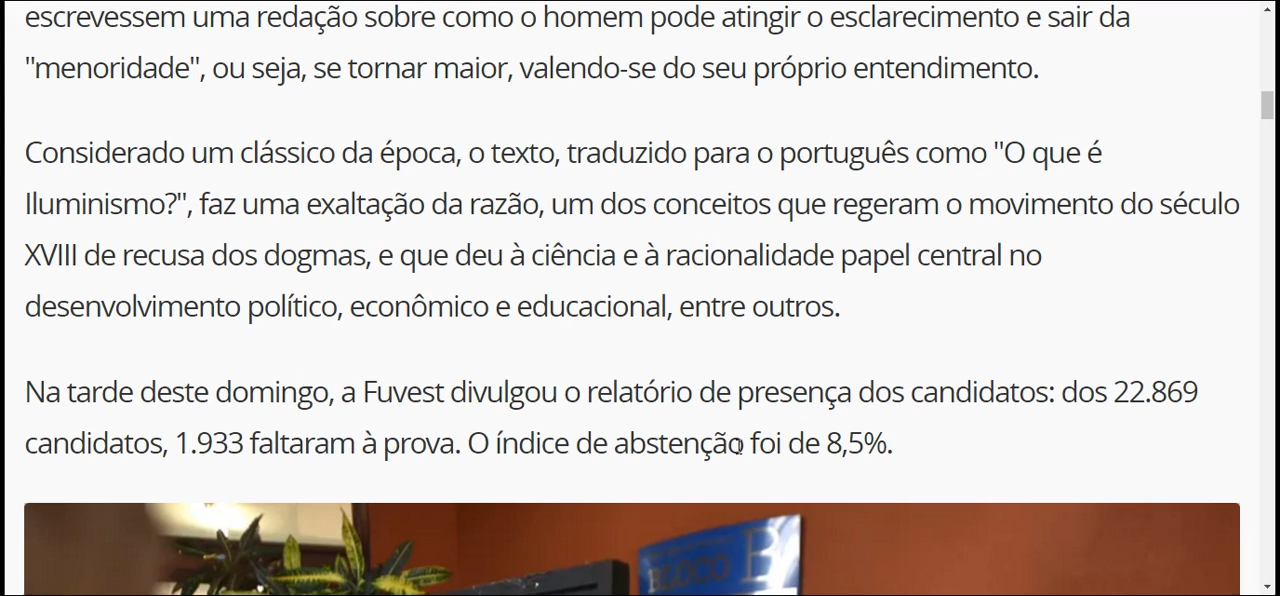 escrevessem uma redação sobre como o homem pode atingir o esclarecimento e sair da
"menoridade", ou seja, se tornar maior, valendo-se do seu próprio entendimento.
Considerado um clássico da época, o texto, traduzido para o português como "O que é
Iluminismo?", faz uma exaltação da razão, um dos conceitos que regeram o movimento do século
XVIII de recusa dos dogmas, e que deu à ciência e à racionalidade papel central no
desenvolvimento político, econômico e educacional, entre outros.
Na tarde deste domingo, a Fuvest divulgou o relatório de presença dos candidatos: dos 22.869
candidatos, 1.933 faltaram à prova. O índice de abstenção foi de 8,5%.
BLOCO B